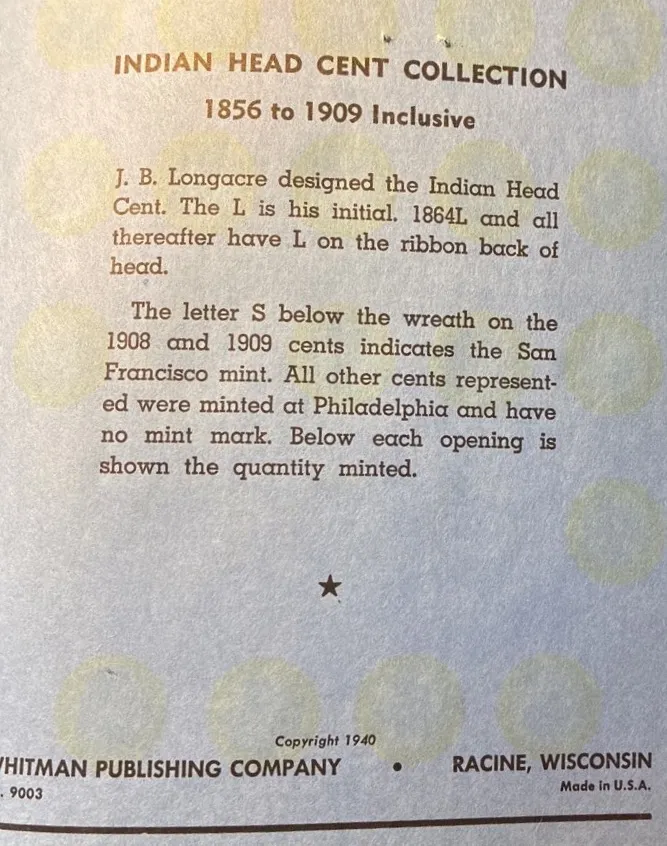 INDIAN HEAD CENT COLLECTION
1856 to 1909 Inclusive
J. B. Longacre designed the Indian Head
Cent. The L is his initial. 1864L and all
thereafter have L on the ribbon back of
head.
The letter S below the wreath on the
1908 and 1909 cents indicates the San
Francisco mint. All other cents represent-
ed were minted at Philadelphia and have
no mint mark. Below each opening is
shown the quantity minted.
★
Copyright 1940
HITMAN PUBLISHING COMPANY • RACINE, WISCONSIN
. 9003 Made in U.S.A.